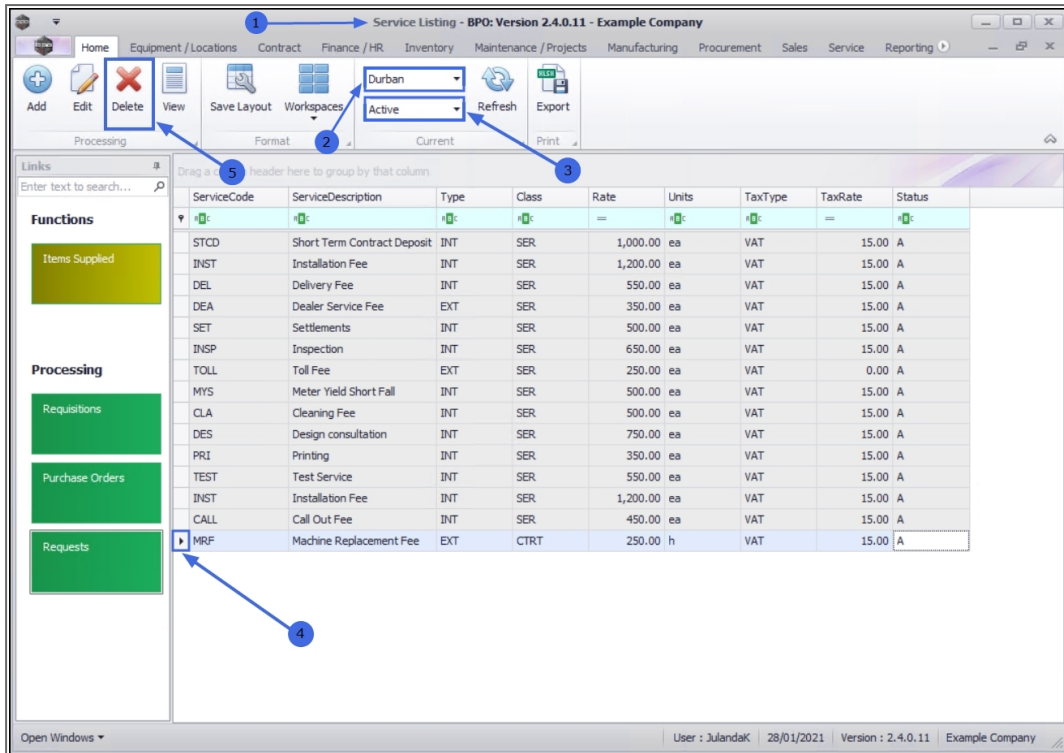 1
Service Listing - BPO: Version 2.4.0.11 - Example Company
Home Equipment / Locations Contract Finance / HR Inventory Maintenance / Projects Manufacturing Procurement Sales Service Reporting
Add Edit Delete View Save Layout Workspaces Durban Active Refresh Export
Processing Format Current Print
2
3
5
Links
Enter text to search...
Functions
Items Supplied
Processing
Requisitions
Purchase Orders
Requests
Drag a header here to group by that column
ServiceCode ServiceDescription Type Class Rate Units TaxType TaxRate Status
STCD Short Term Contract Deposit INT SER 1,000.00 ea VAT 15.00 A
INST Installation Fee INT SER 1,200.00 ea VAT 15.00 A
DEL Delivery Fee INT SER 550.00 ea VAT 15.00 A
DEA Dealer Service Fee EXT SER 350.00 ea VAT 15.00 A
SET Settlements INT SER 500.00 ea VAT 15.00 A
INSP Inspection INT SER 650.00 ea VAT 15.00 A
TOLL Toll Fee EXT SER 250.00 ea VAT 0.00 A
MYS Meter Yield Short Fall INT SER 500.00 ea VAT 15.00 A
CLA Cleaning Fee INT SER 500.00 ea VAT 15.00 A
DES Design consultation INT SER 750.00 ea VAT 15.00 A
PRI Printing INT SER 350.00 ea VAT 15.00 A
TEST Test Service INT SER 550.00 ea VAT 15.00 A
INST Installation Fee INT SER 1,200.00 ea VAT 15.00 A
CALL Call Out Fee INT SER 450.00 ea VAT 15.00 A
MRF Machine Replacement Fee EXT CTRT 250.00 h VAT 15.00 A
4
Open Windows User : JulandaK 28/01/2021 Version : 2.4.0.11 Example Company